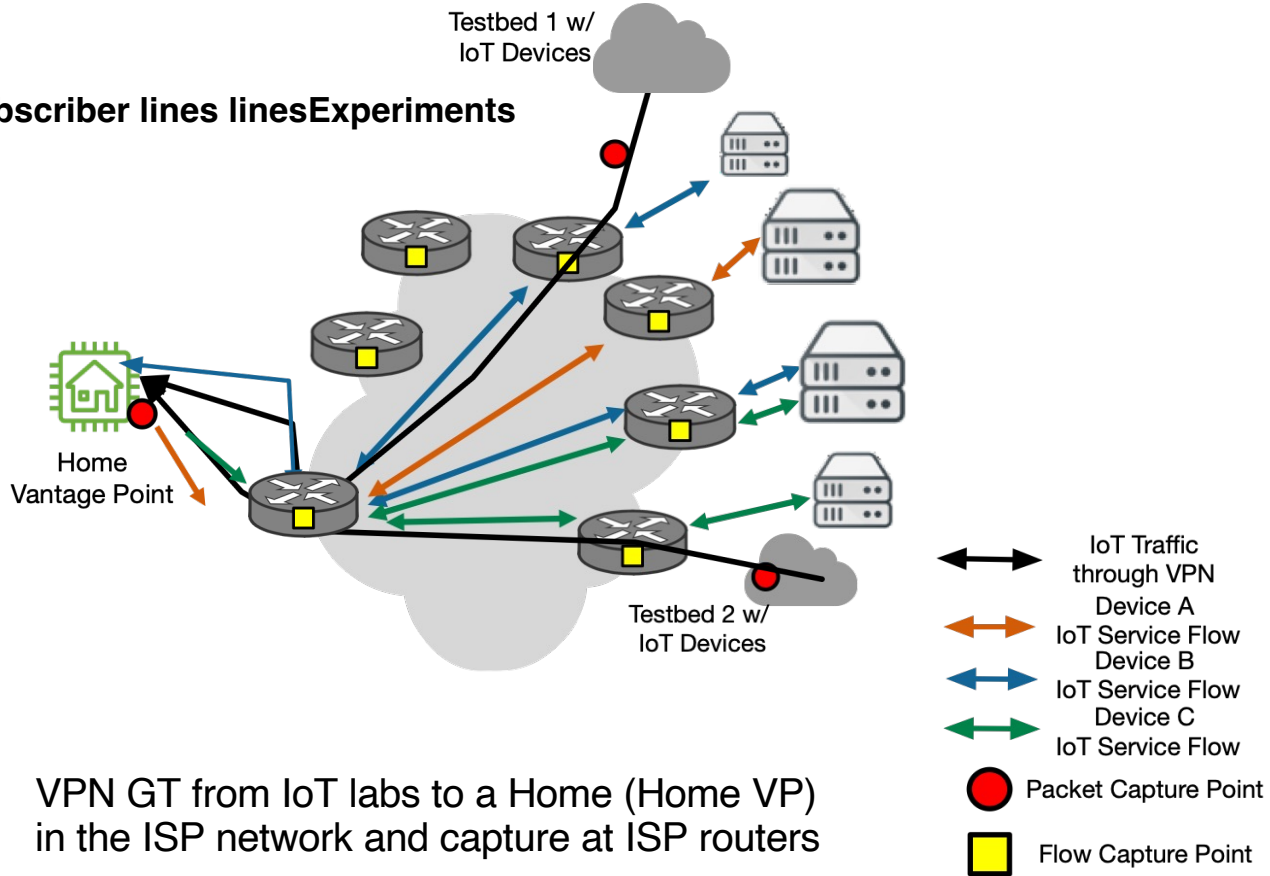 Testbed 1 w/
IoT Devices
bscriber lines linesExperiments
Home
Vantage Point
Testbed 2 w/
IoT Devices
IoT Traffic
through VPN
Device A
IoT Service Flow
Device B
IoT Service Flow
Device C
IoT Service Flow
Packet Capture Point
Flow Capture Point
VPN GT from IoT labs to a Home (Home VP)
in the ISP network and capture at ISP routers